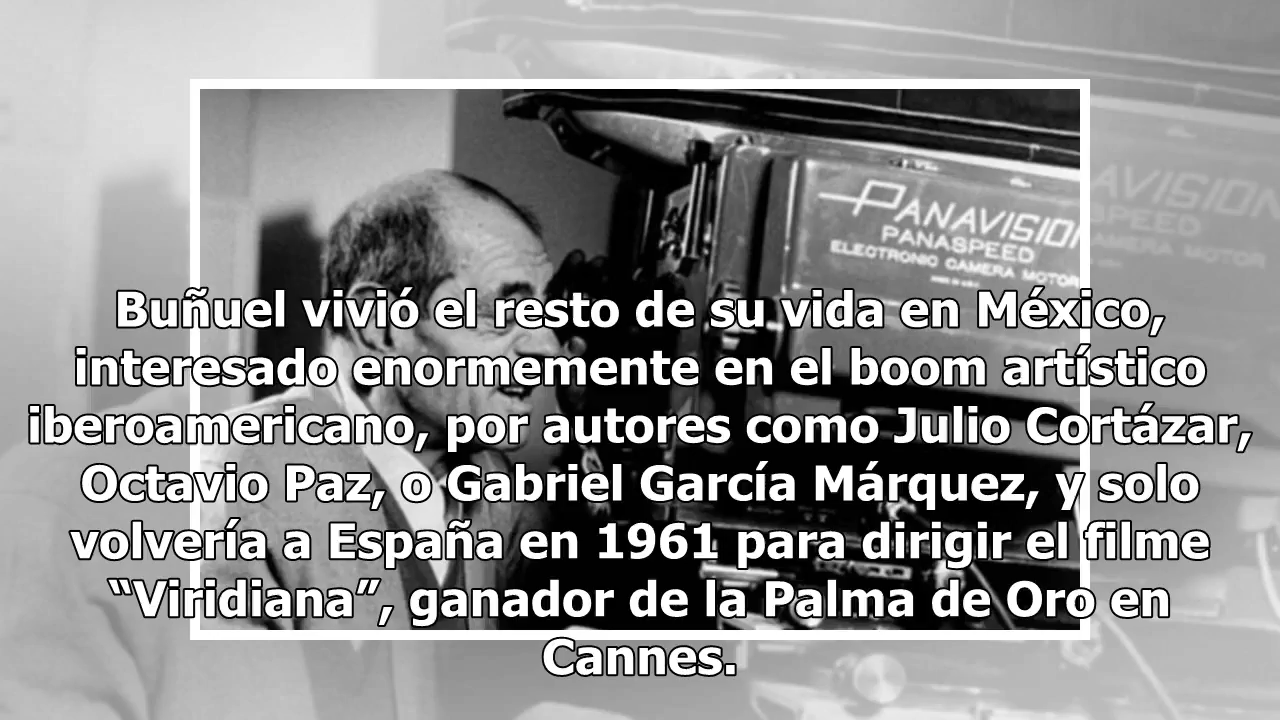 PANAVISION
PANASPEED
ELECTRONIC CAMERA MOTOR
Buñuel vivió el resto de su vida en México,
interesado enormemente en el boom artístico
iberoamericano, por autores como Julio Cortázar,
Octavio Paz, o Gabriel García Márquez, y solo
volvería a España en 1961 para dirigir el filme
“Viridiana”, ganador de la Palma de Oro en
Cannes.